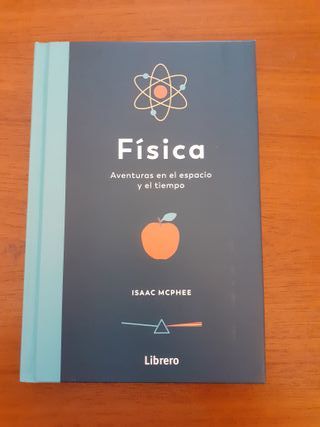 Física
Aventuras en el espacio
y el tiempo
ISAAC MCPHEE
Librero